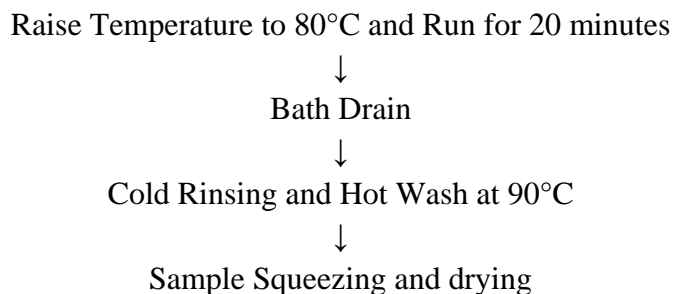 Raise Temperature to 80°C and Run for 20 minutes
↓
Bath Drain
↓
Cold Rinsing and Hot Wash at 90°C
↓
Sample Squeezing and drying